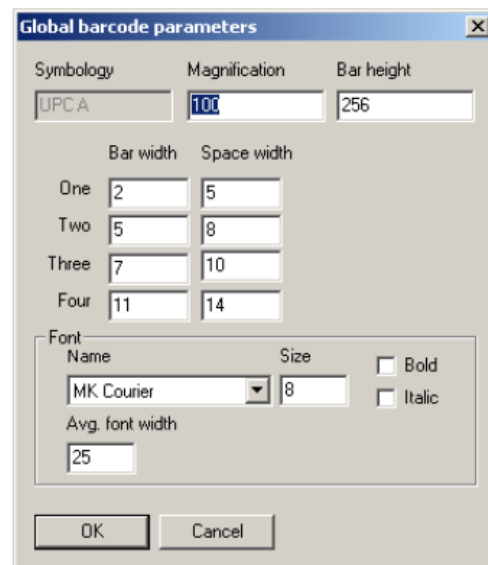 Global barcode parameters
Symbology Magnification Bar height
UPC A 100 256
Bar width Space width
One 2 5
Two 5 8
Three 7 10
Four 11 14
Font
Name Size
MK Courier 8 Bold
Italic
Avg. font width
25
OK Cancel